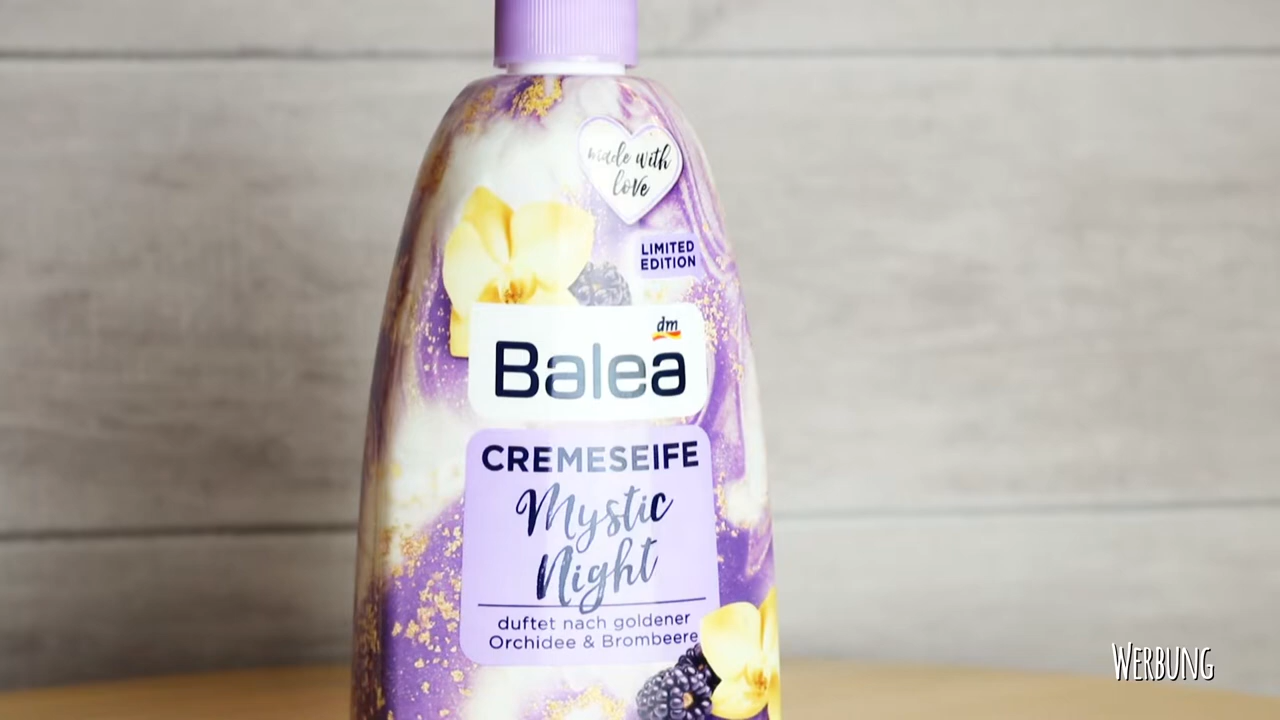 made with
love
LIMITED
EDITION
dm
Balea
CREMESEIFE
Mystic
Night
duftet nach goldener
Orchidee & Brombeere
WERBUNG